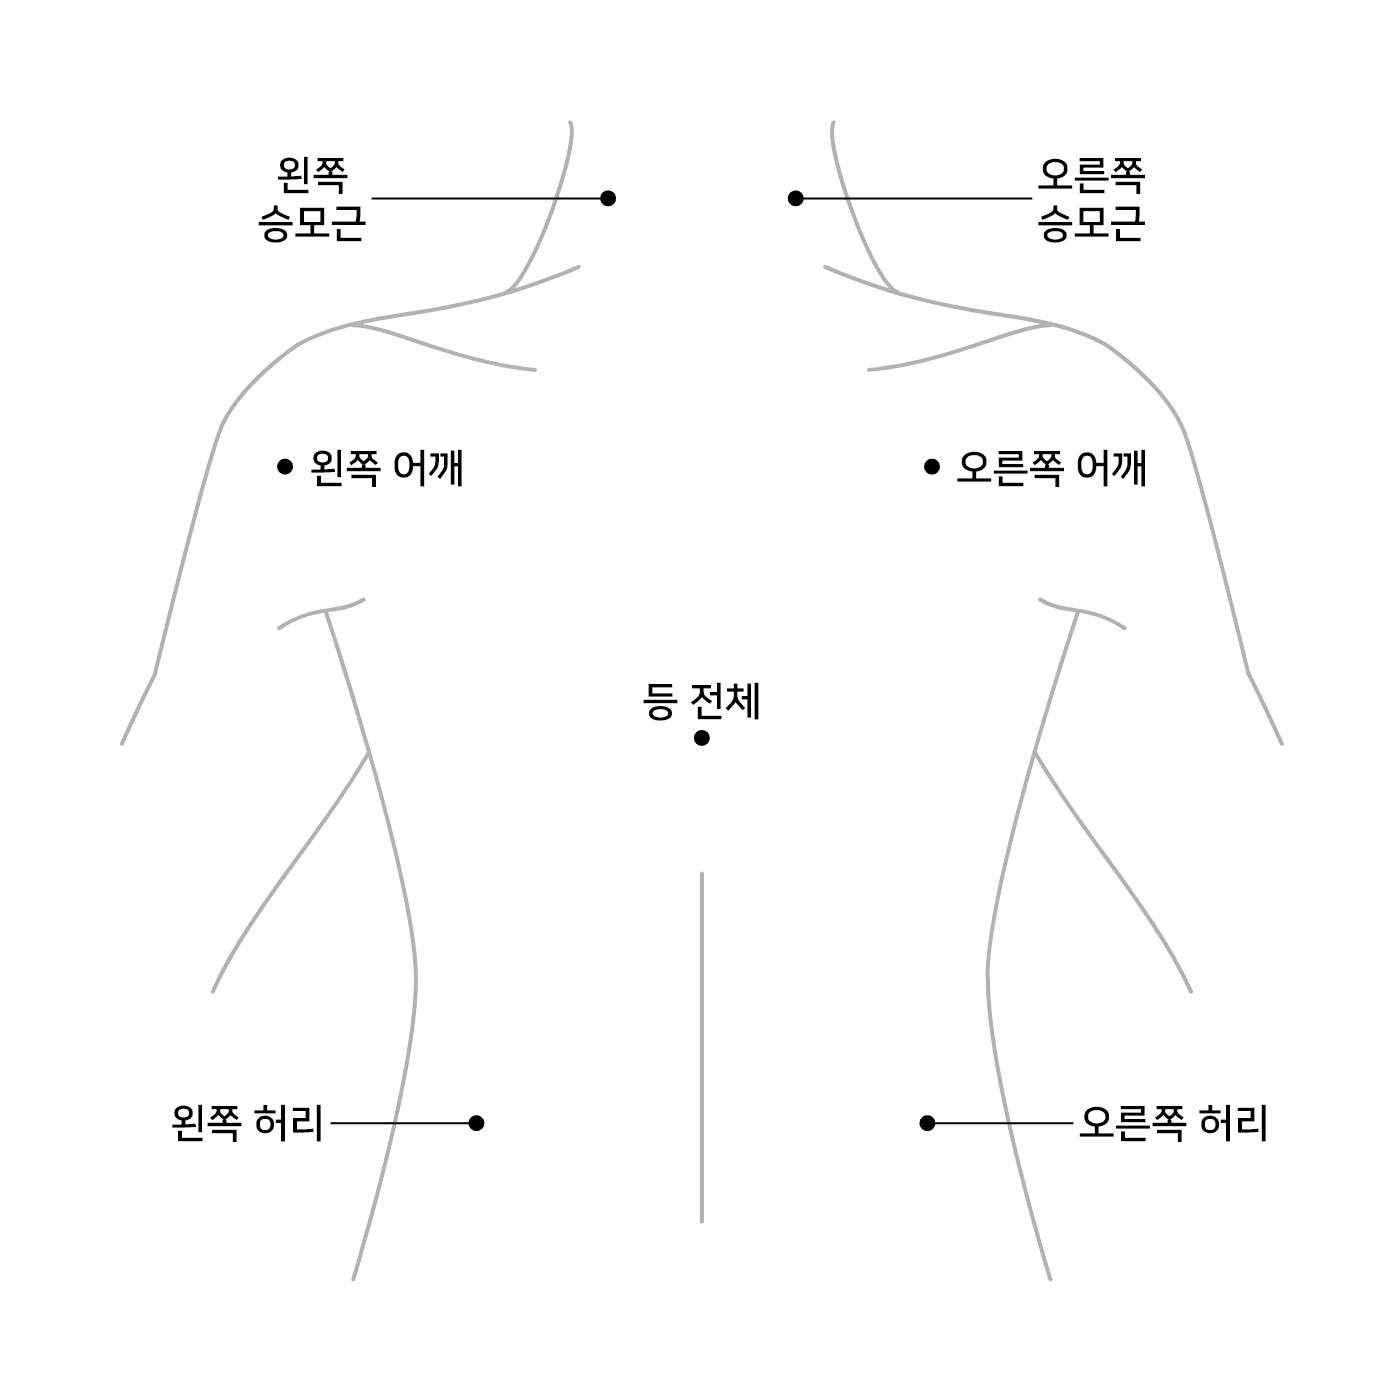 왼쪽
승모근
오른쪽
승모근
왼쪽 어깨
오른쪽 어깨
등 전체
왼쪽 허리
오른쪽 허리